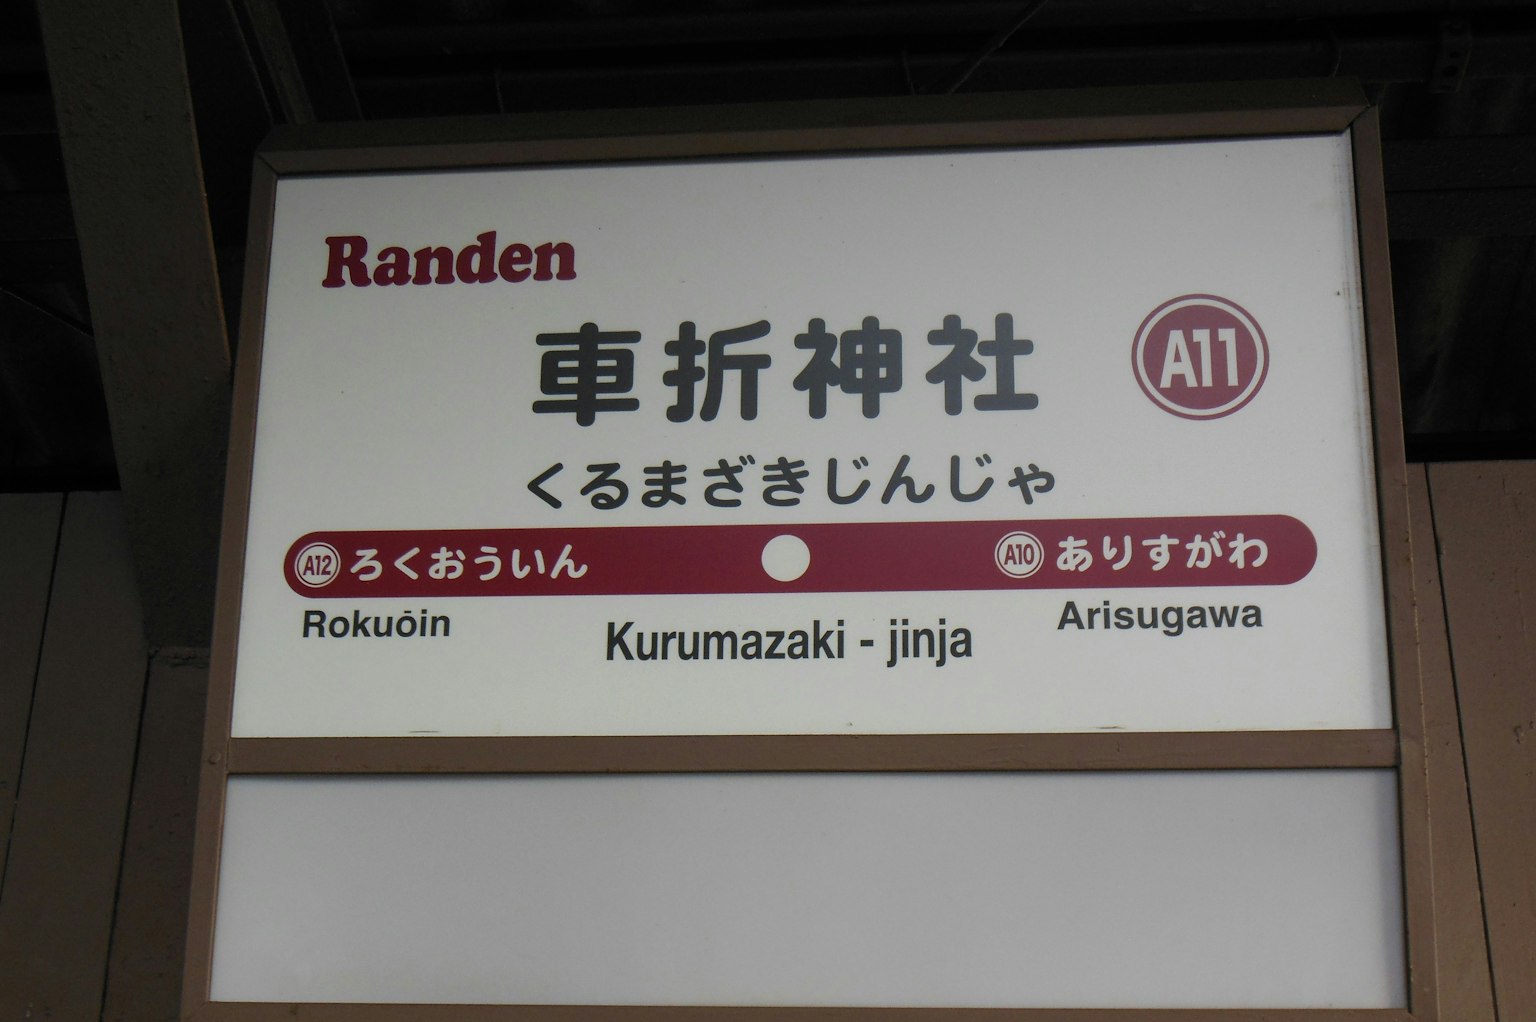 Randen
車折神社
A11
くるまざきじんじゃ
A12 ろくおういん
A10 ありすがわ
Rokuōin
Kurumazaki - jinja
Arisugawa